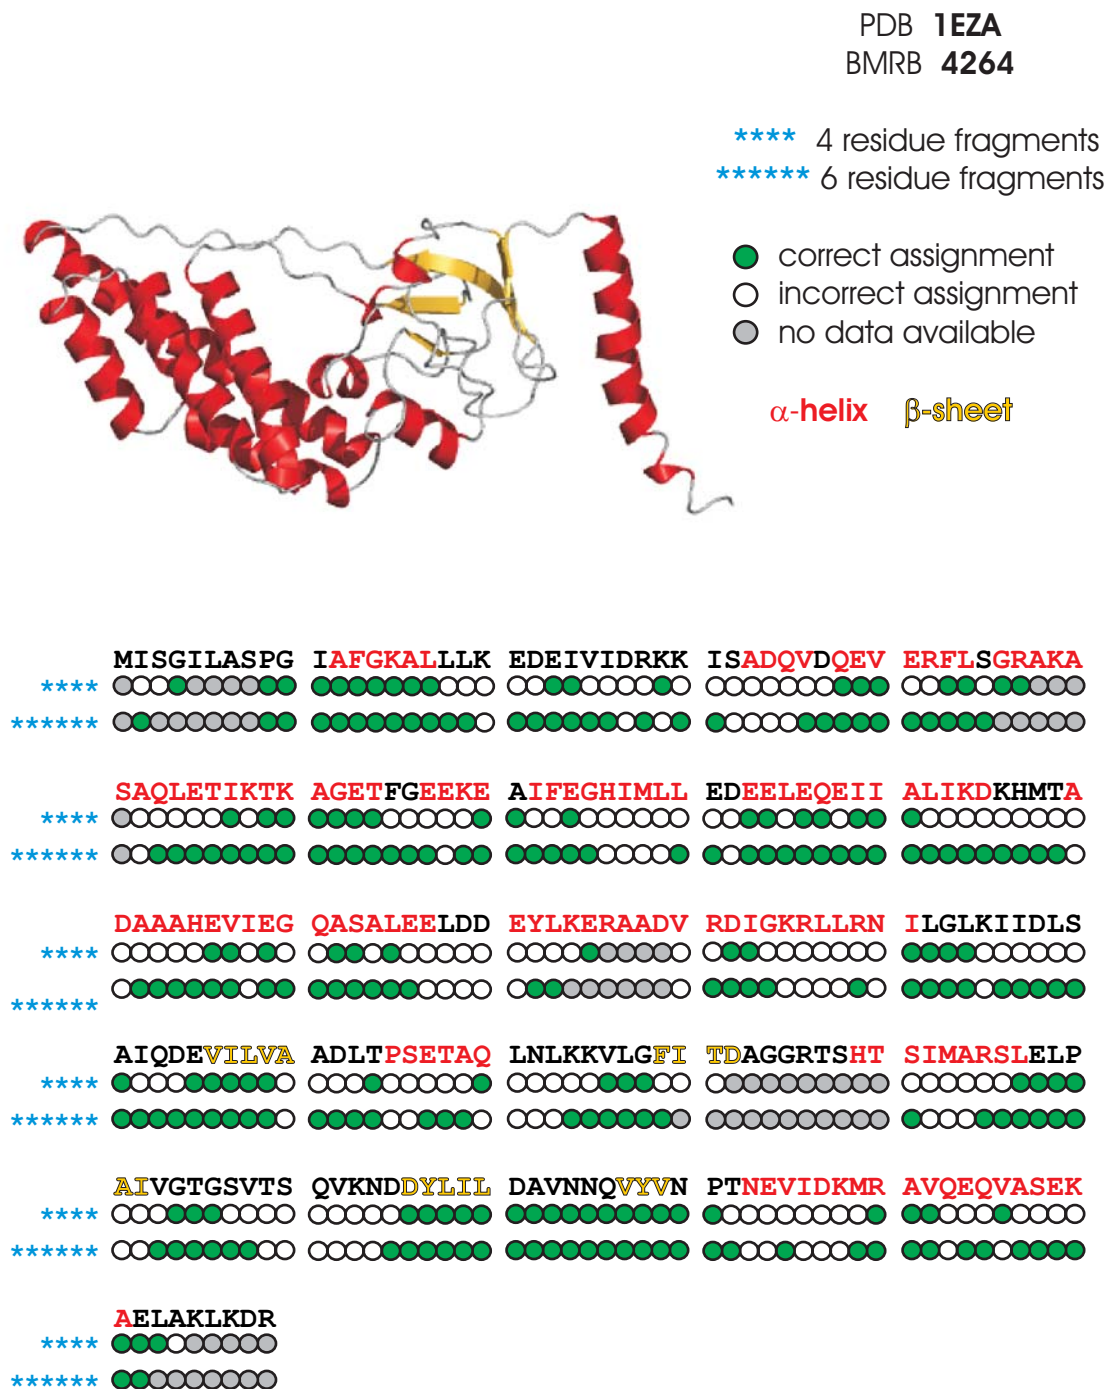 PDB 1EZA
BMRB 4264
**** 4 residue fragments
****** 6 residue fragments
correct assignment
incorrect assignment
no data available
α-helix β-sheet
MISGILASPG IAFGKALLLK EDEIVIDRKK ISADQVDQEV ERFLSGRAKA
****
******
SAQLETIKTK AGETFGEEKE AIFEGHIMLL EDEELEQEII ALIKDKHMTA
****
******
DAAAHEVIEG QASALEELDD EYLKERAADV RDIGKRLLRN ILGLKIIDLS
****
******
AIQDEVILVA ADLTPSETAQ LNLKKVLGFI TDAGGRTSHT SIMARSLELP
****
******
AIVGTGSVTS QVKNDDYLIL DAVNNQVYVN PTNEVIDKMR AVQEQVASEK
****
******
AELAKLKDR
****
******